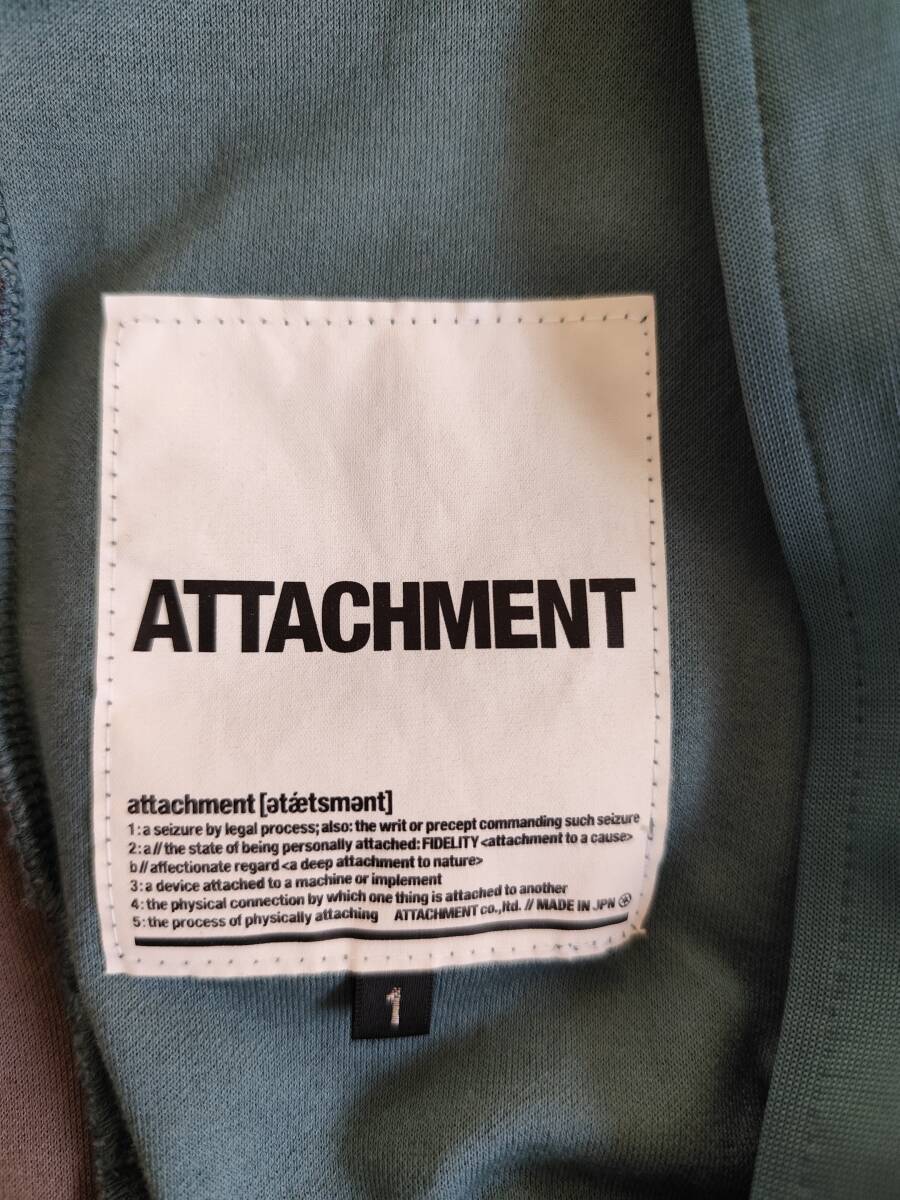 ATTACHMENT
attachment [ətǽtsmənt]
1:a seizure by legal process; also: the writ or precept commanding such seizure
2:a//the state of being personally attached: FIDELITY <attachment to a cause>
b//affectionate regard <a deep attachment to nature>
3:a device attached to a machine or implement
4:the physical connection by which one thing is attached to another
5:the process of physically attaching ATTACHMENT co.,ltd. // MADE IN JPN
1